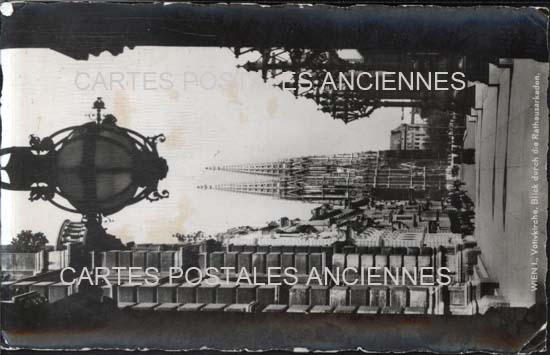 CARTES POSTALES ANCIENNES
CARTES POSTALES ANCIENNES
WIEN I., Votivkirche, Blick durch die Rathausarkaden.